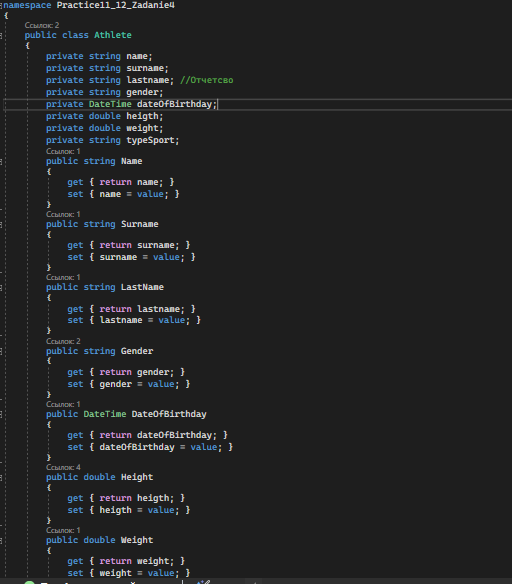 namespace Practice11_12_Zadanie4
{
Ссылок: 2
public class Athlete
{
private string name;
private string surname;
private string lastname; //Отчетсво
private string gender;
private DateTime dateOfBirthday;
private double heigth;
private double weight;
private string typeSport;
Ссылок: 1
public string Name
{
get { return name; }
set { name = value; }
}
Ссылок: 1
public string Surname
{
get { return surname; }
set { surname = value; }
}
Ссылок: 1
public string LastName
{
get { return lastname; }
set { lastname = value; }
}
Ссылок: 2
public string Gender
{
get { return gender; }
set { gender = value; }
}
Ссылок: 1
public DateTime DateOfBirthday
{
get { return dateOfBirthday; }
set { dateOfBirthday = value; }
}
Ссылок: 4
public double Height
{
get { return heigth; }
set { heigth = value; }
}
Ссылок: 1
public double Weight
{
get { return weight; }
set { weight = value; }